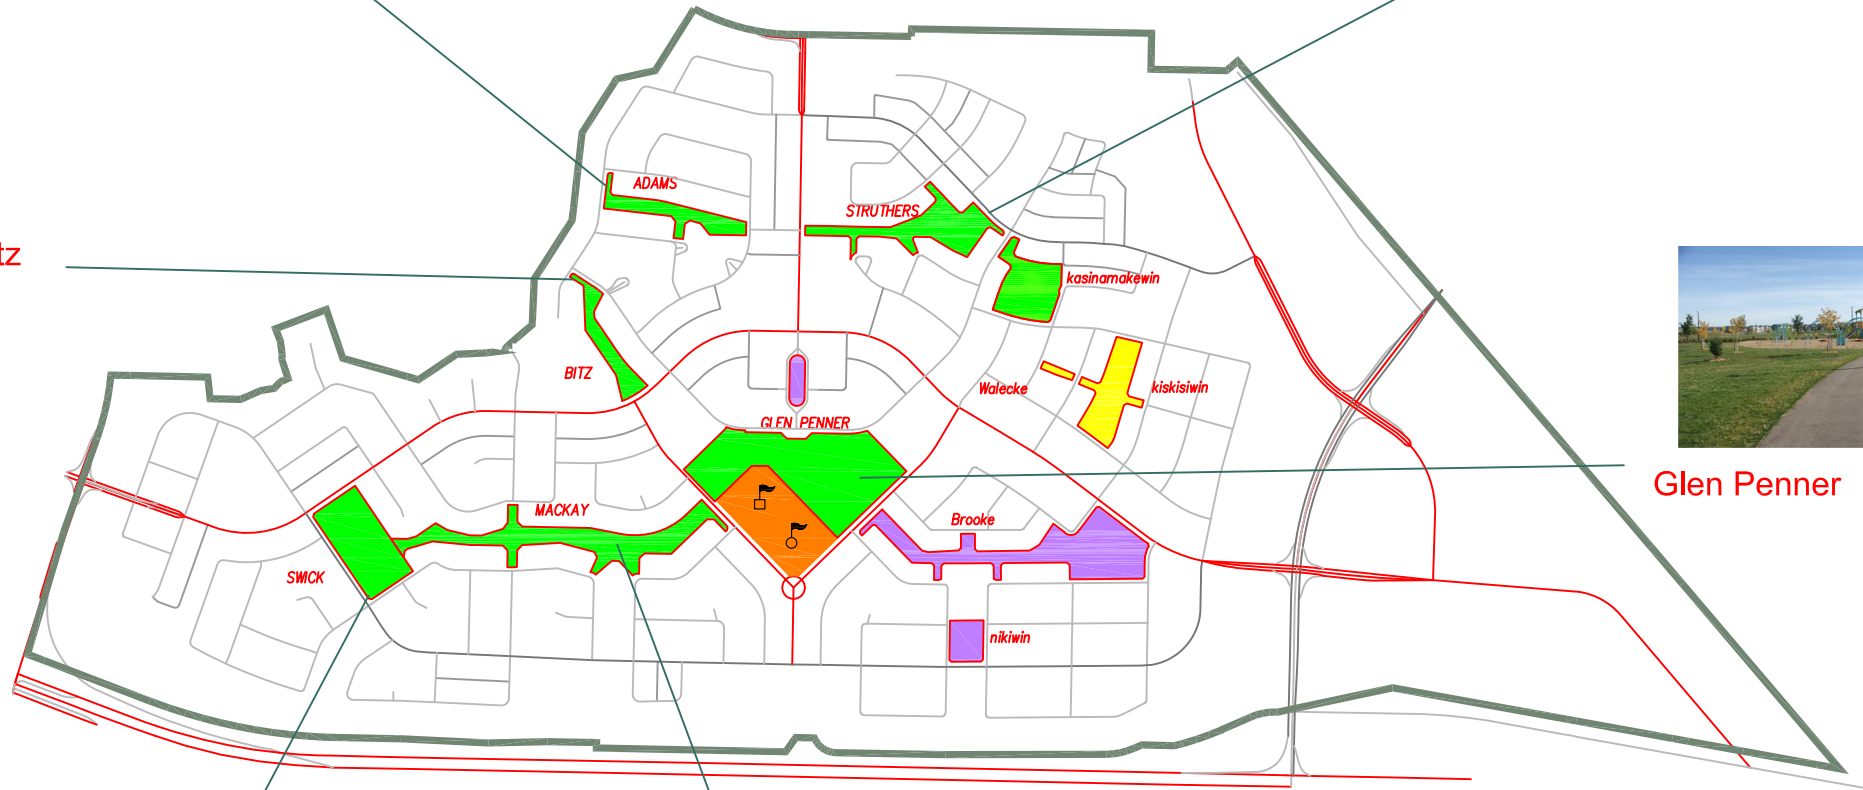 ADAMS
STRUTHERS
tz
kasinamakewin
BITZ
Walecke
kiskisiwin
GLEN PENNER
Glen Penner
MACKAY
Brooke
SWICK
nikiwin